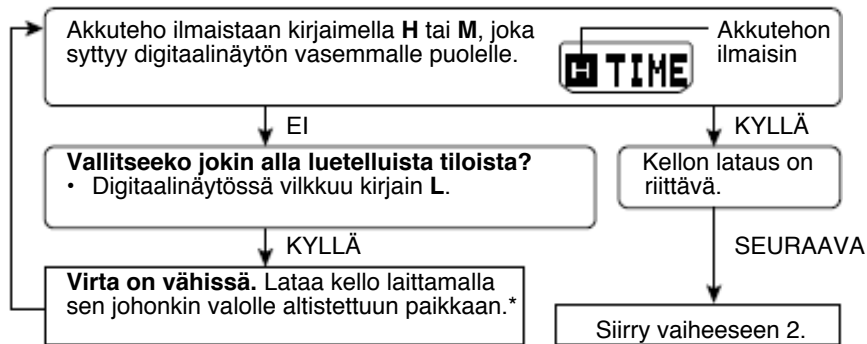 Akkuteho ilmaistaan kirjaimella H tai M, joka
syttyy digitaalinäytön vasemmalle puolelle.
H TIME
Akkutehon
ilmaisin
EI
KYLLÄ
Vallitseeko jokin alla luetelluista tiloista?
• Digitaalinäytössä vilkkuu kirjain L.
Kellon lataus on
riittävä.
KYLLÄ
SEURAAVA
Virta on vähissä. Lataa kello laittamalla
sen johonkin valolle altistettuun paikkaan.*
Siirry vaiheeseen 2.